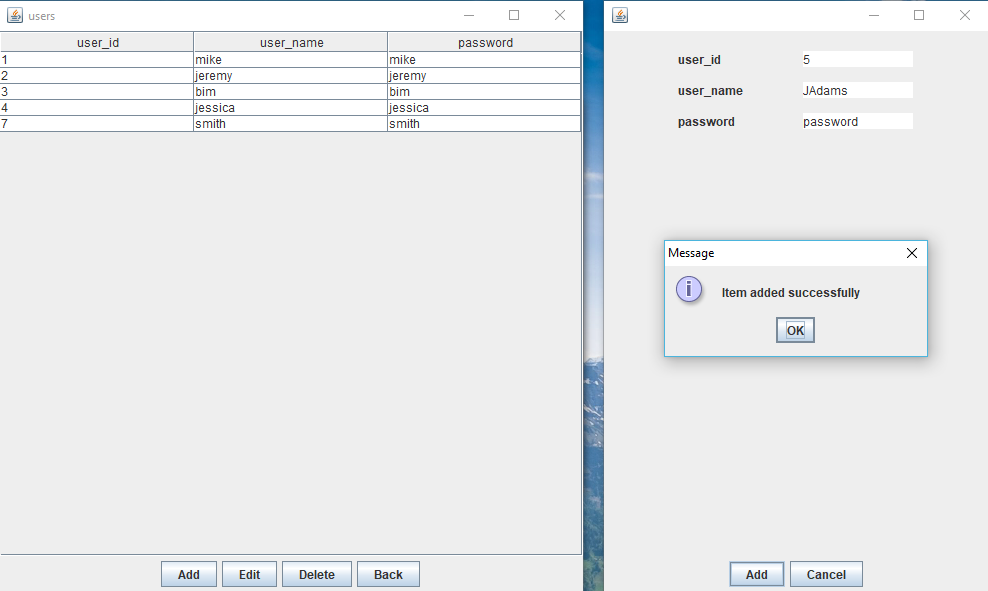 users
user_id user_name password
1 mike mike
2 jeremy jeremy
3 bim bim
4 jessica jessica
7 smith smith
Add Edit Delete Back
user_id 5
user_name JAdams
password password
Message
i
Item added successfully
OK
Add Cancel